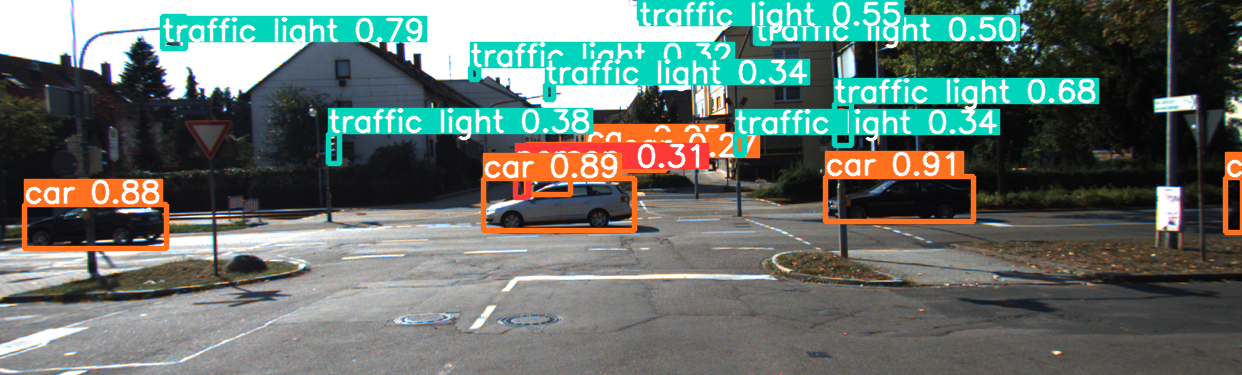 traffic light 0.55
traffic light 0.79
traffic light 0.50
traffic light 0.32
traffic light 0.34
traffic light 0.68
traffic light 0.38
traffic light 0.34
person 0.31
car 0.89
car 0.91
car 0.88
c